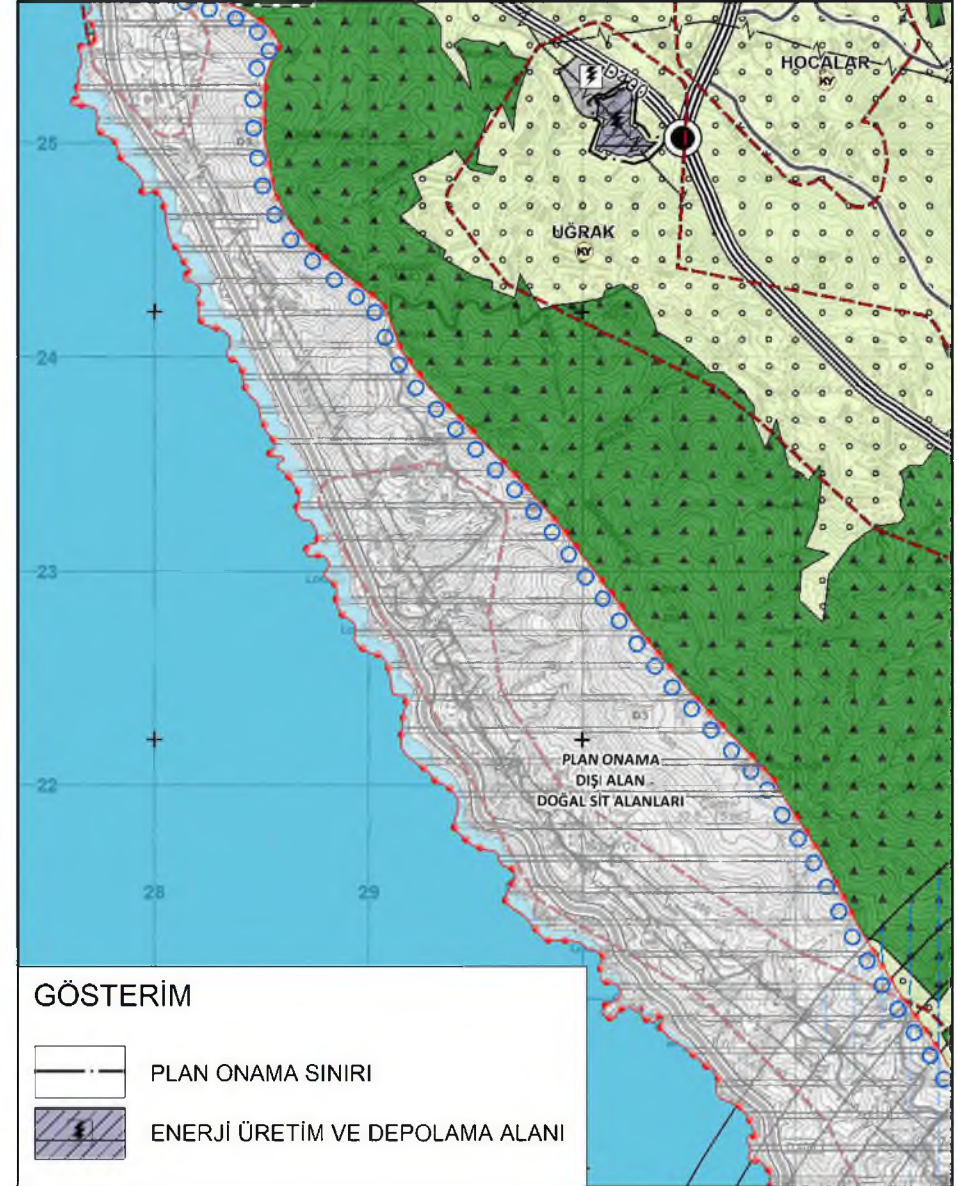 HOCALAR
KY
25
UĞRAK
KY
24
23
22
PLAN ONAMA
DIŞI ALAN -
DOĞAL SİT ALANLARI
28
29
GÖSTERİM
PLAN ONAMA SINIRI
ENERJİ ÜRETİM VE DEPOLAMA ALANI